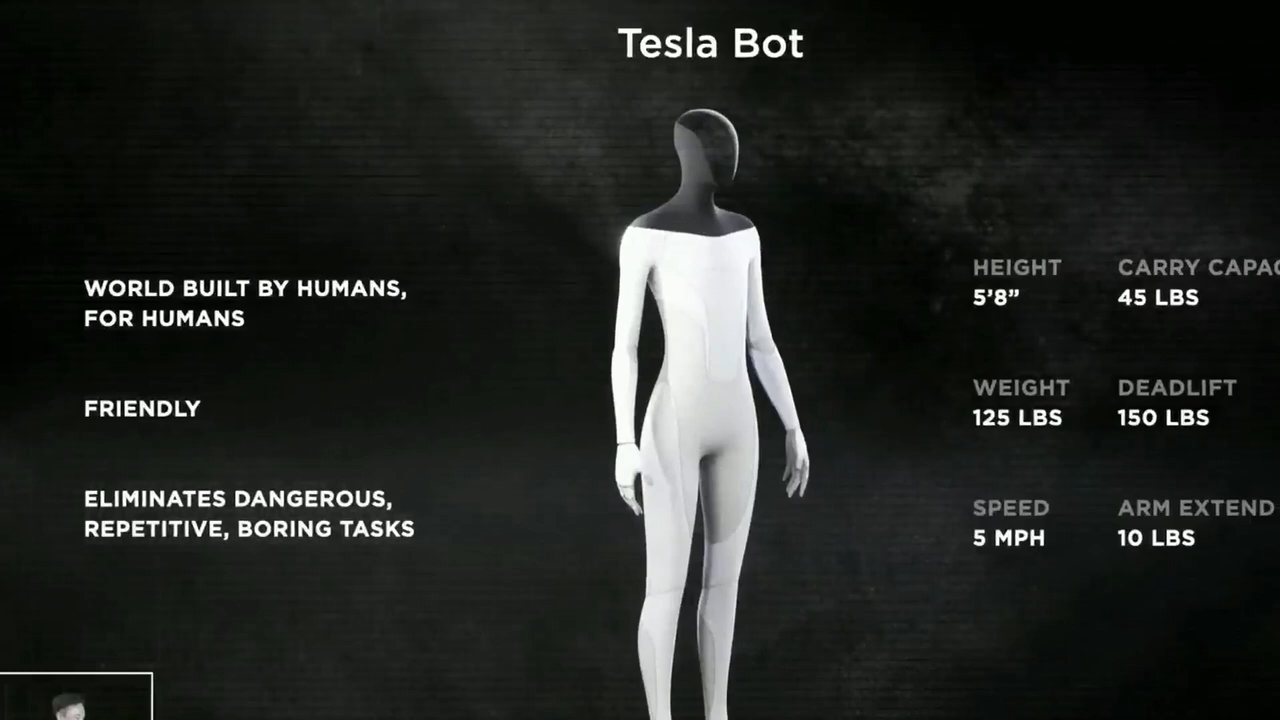 Tesla Bot
WORLD BUILT BY HUMANS,
FOR HUMANS
FRIENDLY
ELIMINATES DANGEROUS,
REPETITIVE, BORING TASKS
HEIGHT
5’8”
CARRY
45 LBS
WEIGHT
125 LBS
DEADLIFT
150 LBS
SPEED
5 MPH
ARM EXTEND
10 LBS